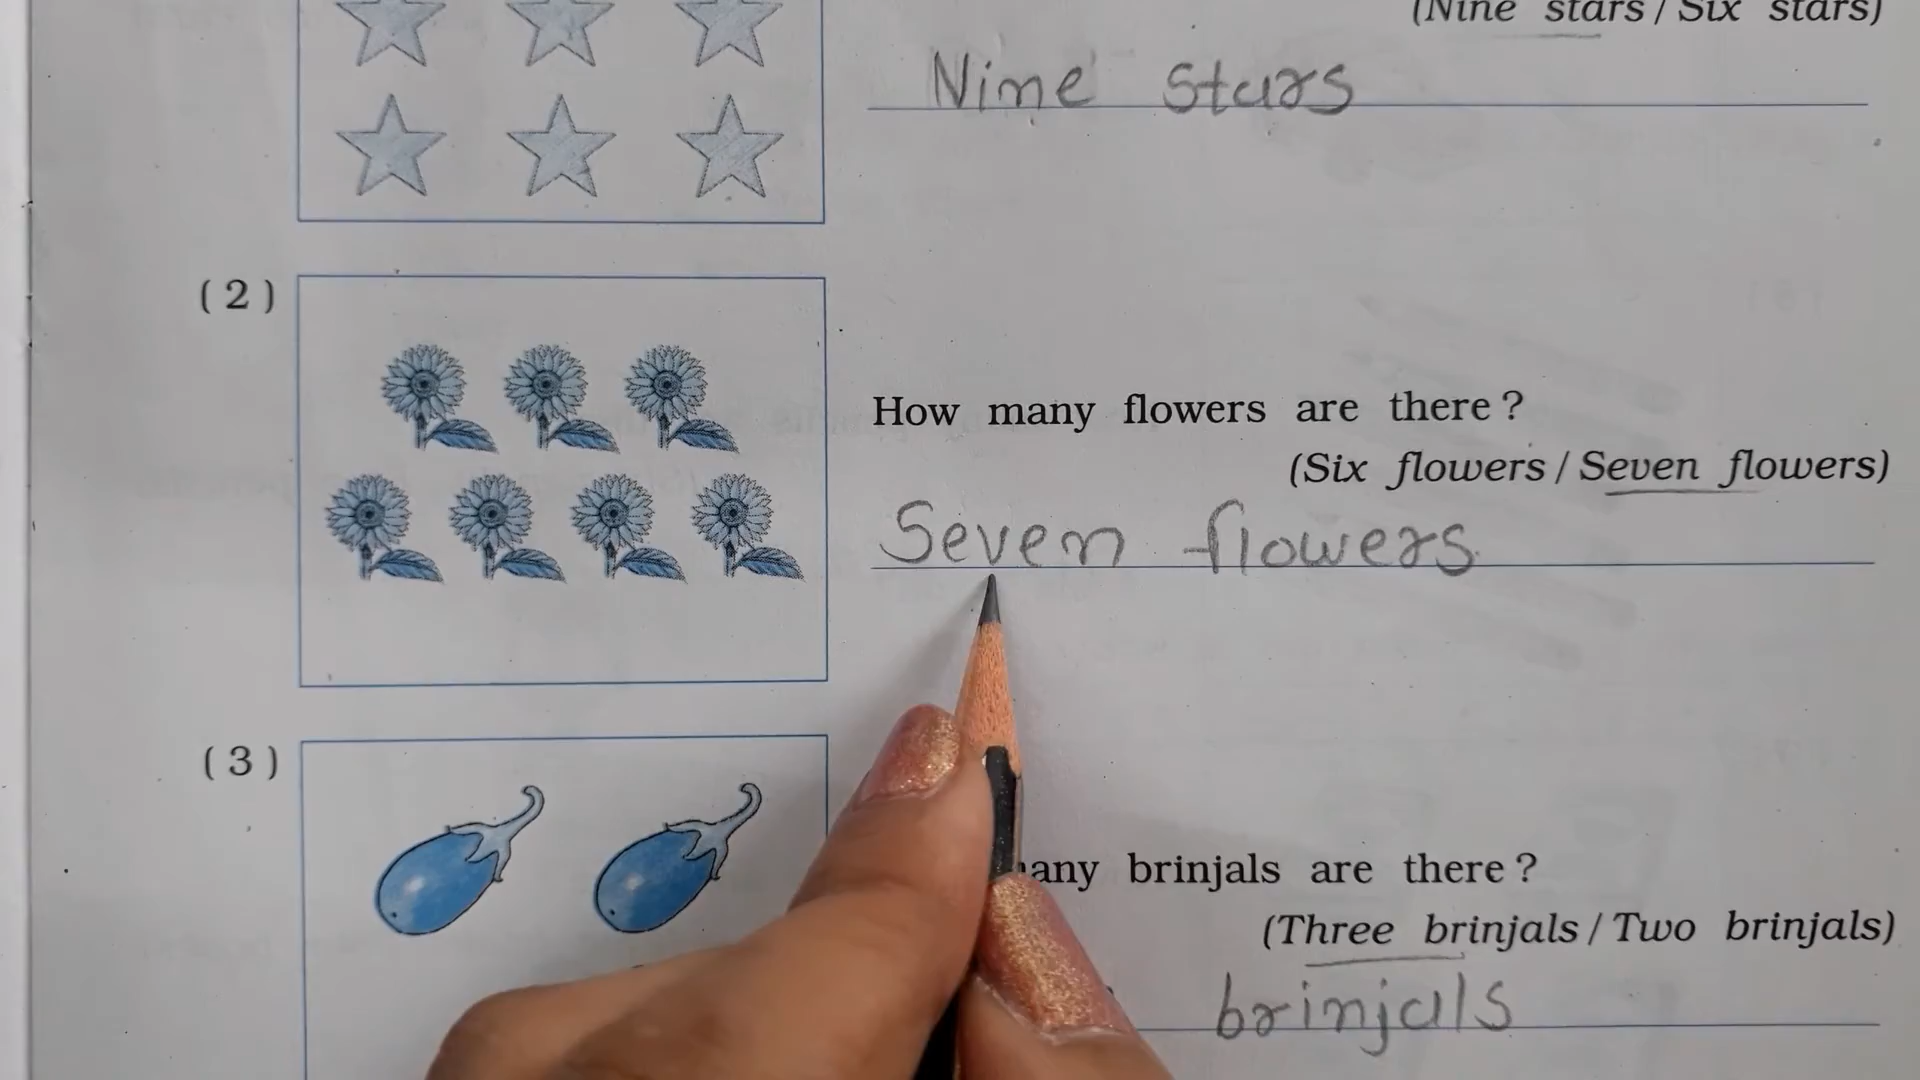 (Nine stars / Six stars)
Nine stars
(2)
How many flowers are there?
(Six flowers / Seven flowers)
Seven flowers
(3)
many brinjals are there?
(Three brinjals / Two brinjals)
brinjals